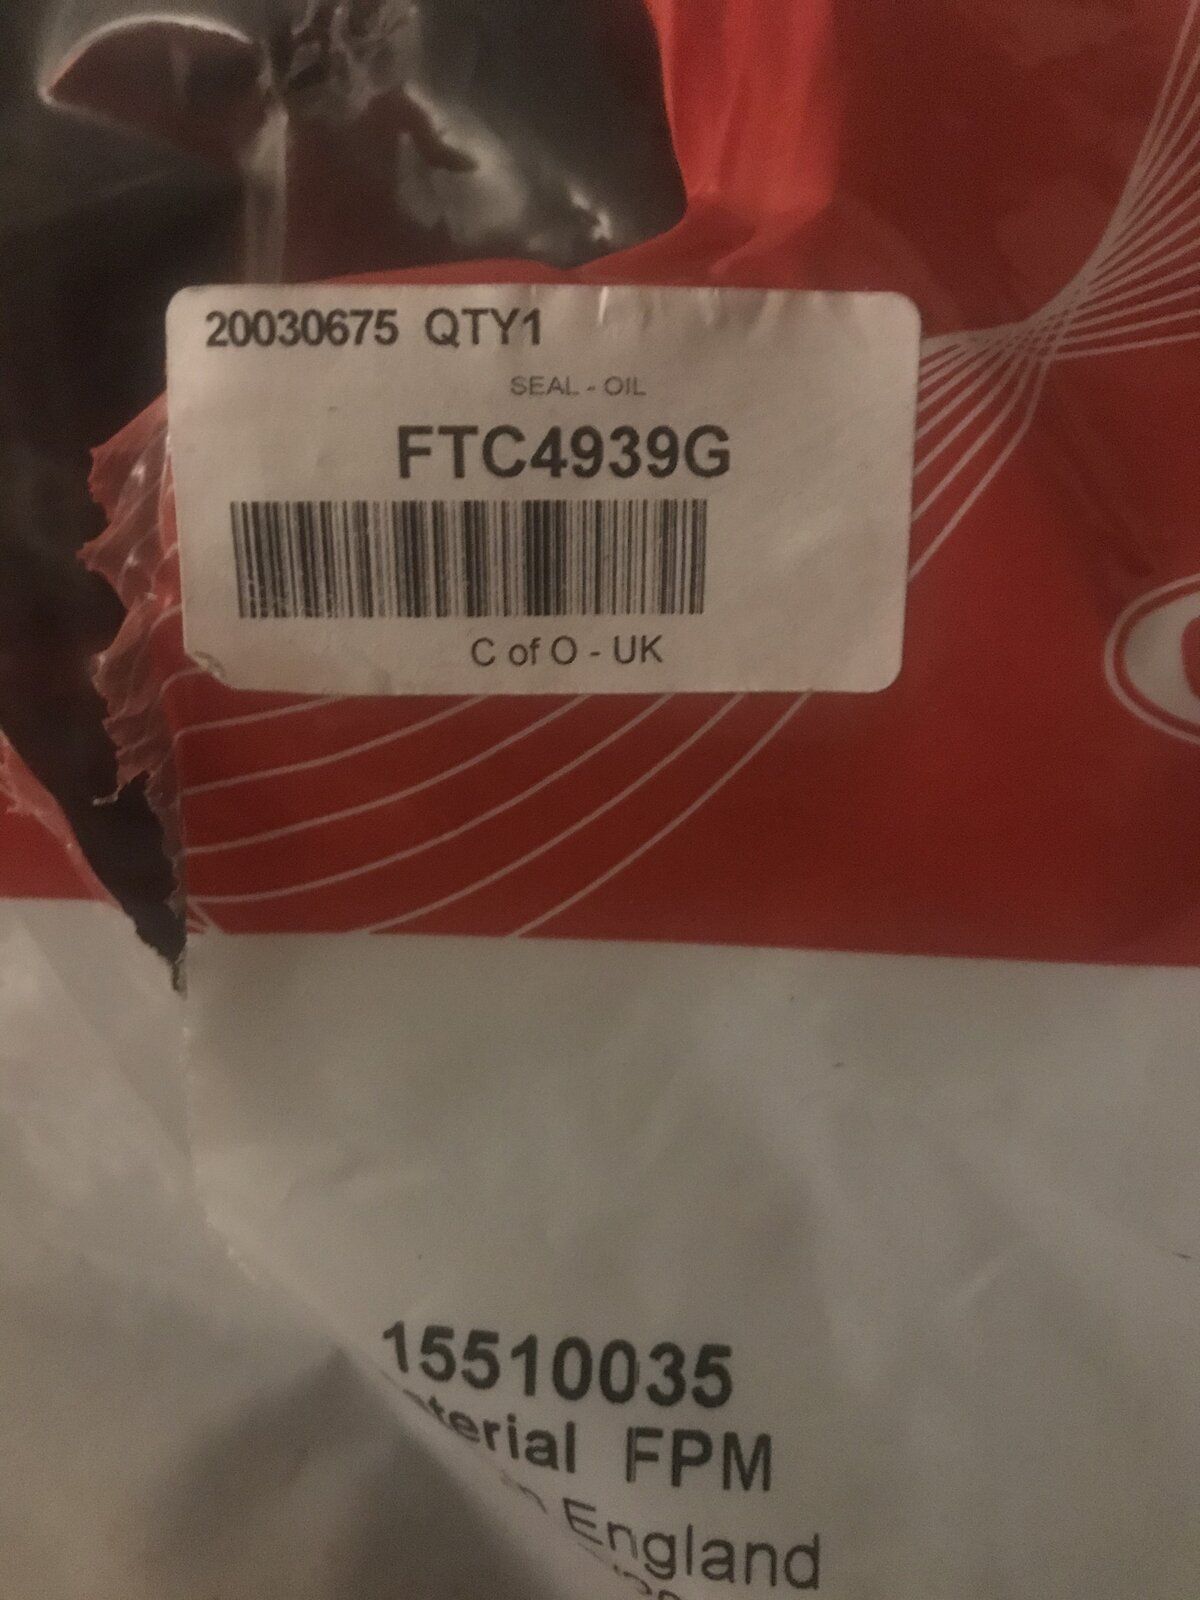 20030675 QTY1
SEAL - OIL
FTC4939G
C of O - UK
15510035
FPM
England